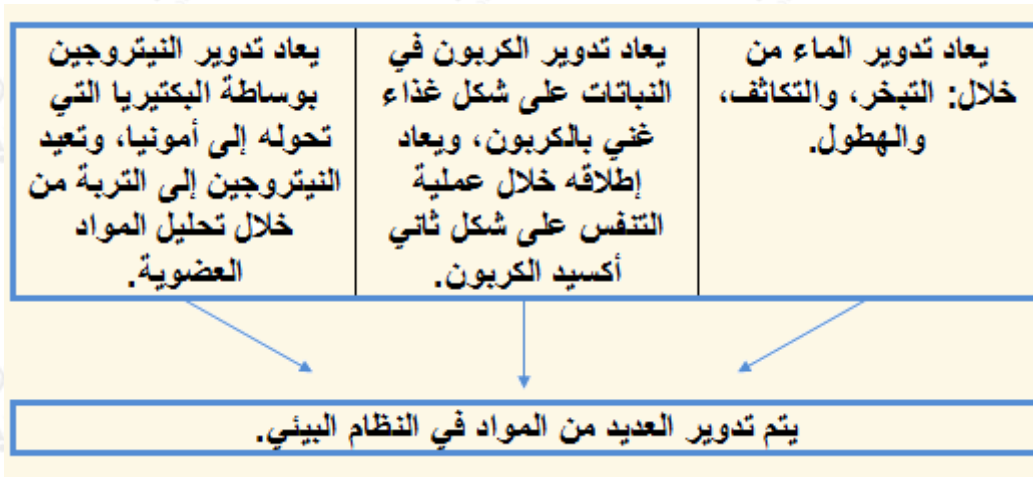 يعاد تدوير الماء من
خلال: التبخر، والتكاثف،
والهطول.
يعاد تدوير الكربون في
النباتات على شكل غذاء
غني بالكربون، ويعاد
إطلاقه خلال عملية
التنفس على شكل ثاني
أكسيد الكربون.
يعاد تدوير النيتروجين
بوساطة البكتيريا التي
تحوله إلى أمونيا، وتعيد
النيتروجين إلى التربة من
خلال تحليل المواد
العضوية.
يتم تدوير العديد من المواد في النظام البيئي.